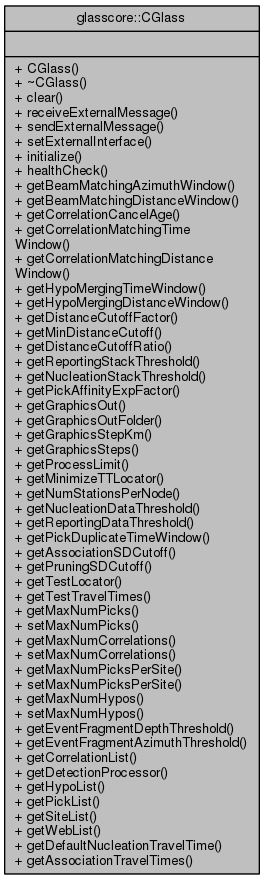 glasscore::CGlass
+ CGlass()
+ ~CGlass()
+ clear()
+ receiveExternalMessage()
+ sendExternalMessage()
+ setExternalInterface()
+ initialize()
+ healthCheck()
+ getBeamMatchingAzimuthWindow()
+ getBeamMatchingDistanceWindow()
+ getCorrelationCancelAge()
+ getCorrelationMatchingTime
Window()
+ getCorrelationMatchingDistance
Window()
+ getHypoMergingTimeWindow()
+ getHypoMergingDistanceWindow()
+ getDistanceCutoffFactor()
+ getMinDistanceCutoff()
+ getDistanceCutoffRatio()
+ getReportingStackThreshold()
+ getNucleationStackThreshold()
+ getPickAffinityExpFactor()
+ getGraphicsOut()
+ getGraphicsOutFolder()
+ getGraphicsStepKm()
+ getGraphicsSteps()
+ getProcessLimit()
+ getMinimizeTTLocator()
+ getNumStationsPerNode()
+ getNucleationDataThreshold()
+ getReportingDataThreshold()
+ getPickDuplicateTimeWindow()
+ getAssociationSDCutoff()
+ getPruningSDCutoff()
+ getTestLocator()
+ getTestTravelTimes()
+ getMaxNumPicks()
+ setMaxNumPicks()
+ getMaxNumCorrelations()
+ setMaxNumCorrelations()
+ getMaxNumPicksPerSite()
+ setMaxNumPicksPerSite()
+ getMaxNumHypos()
+ setMaxNumHypos()
+ getEventFragmentDepthThreshold()
+ getEventFragmentAzimuthThreshold()
+ getCorrelationList()
+ getDetectionProcessor()
+ getHypoList()
+ getPickList()
+ getSiteList()
+ getWebList()
+ getDefaultNucleationTravelTime()
+ getAssociationTravelTimes()